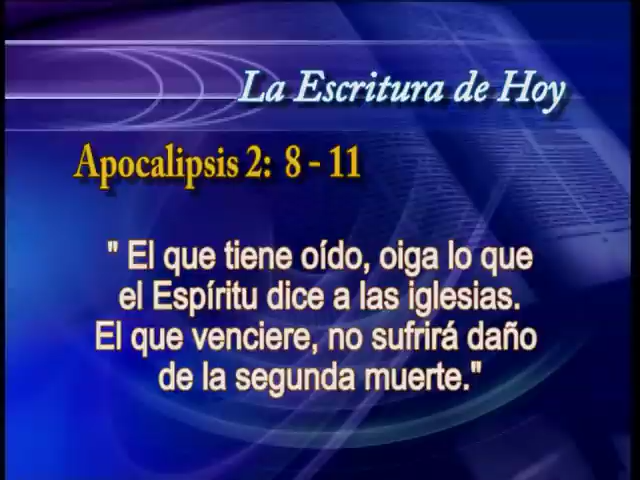 La Escritura de Hoy
Apocalipsis 2: 8 - 11
" El que tiene oído, oiga lo que
el Espíritu dice a las iglesias.
El que venciere, no sufrirá daño
de la segunda muerte."